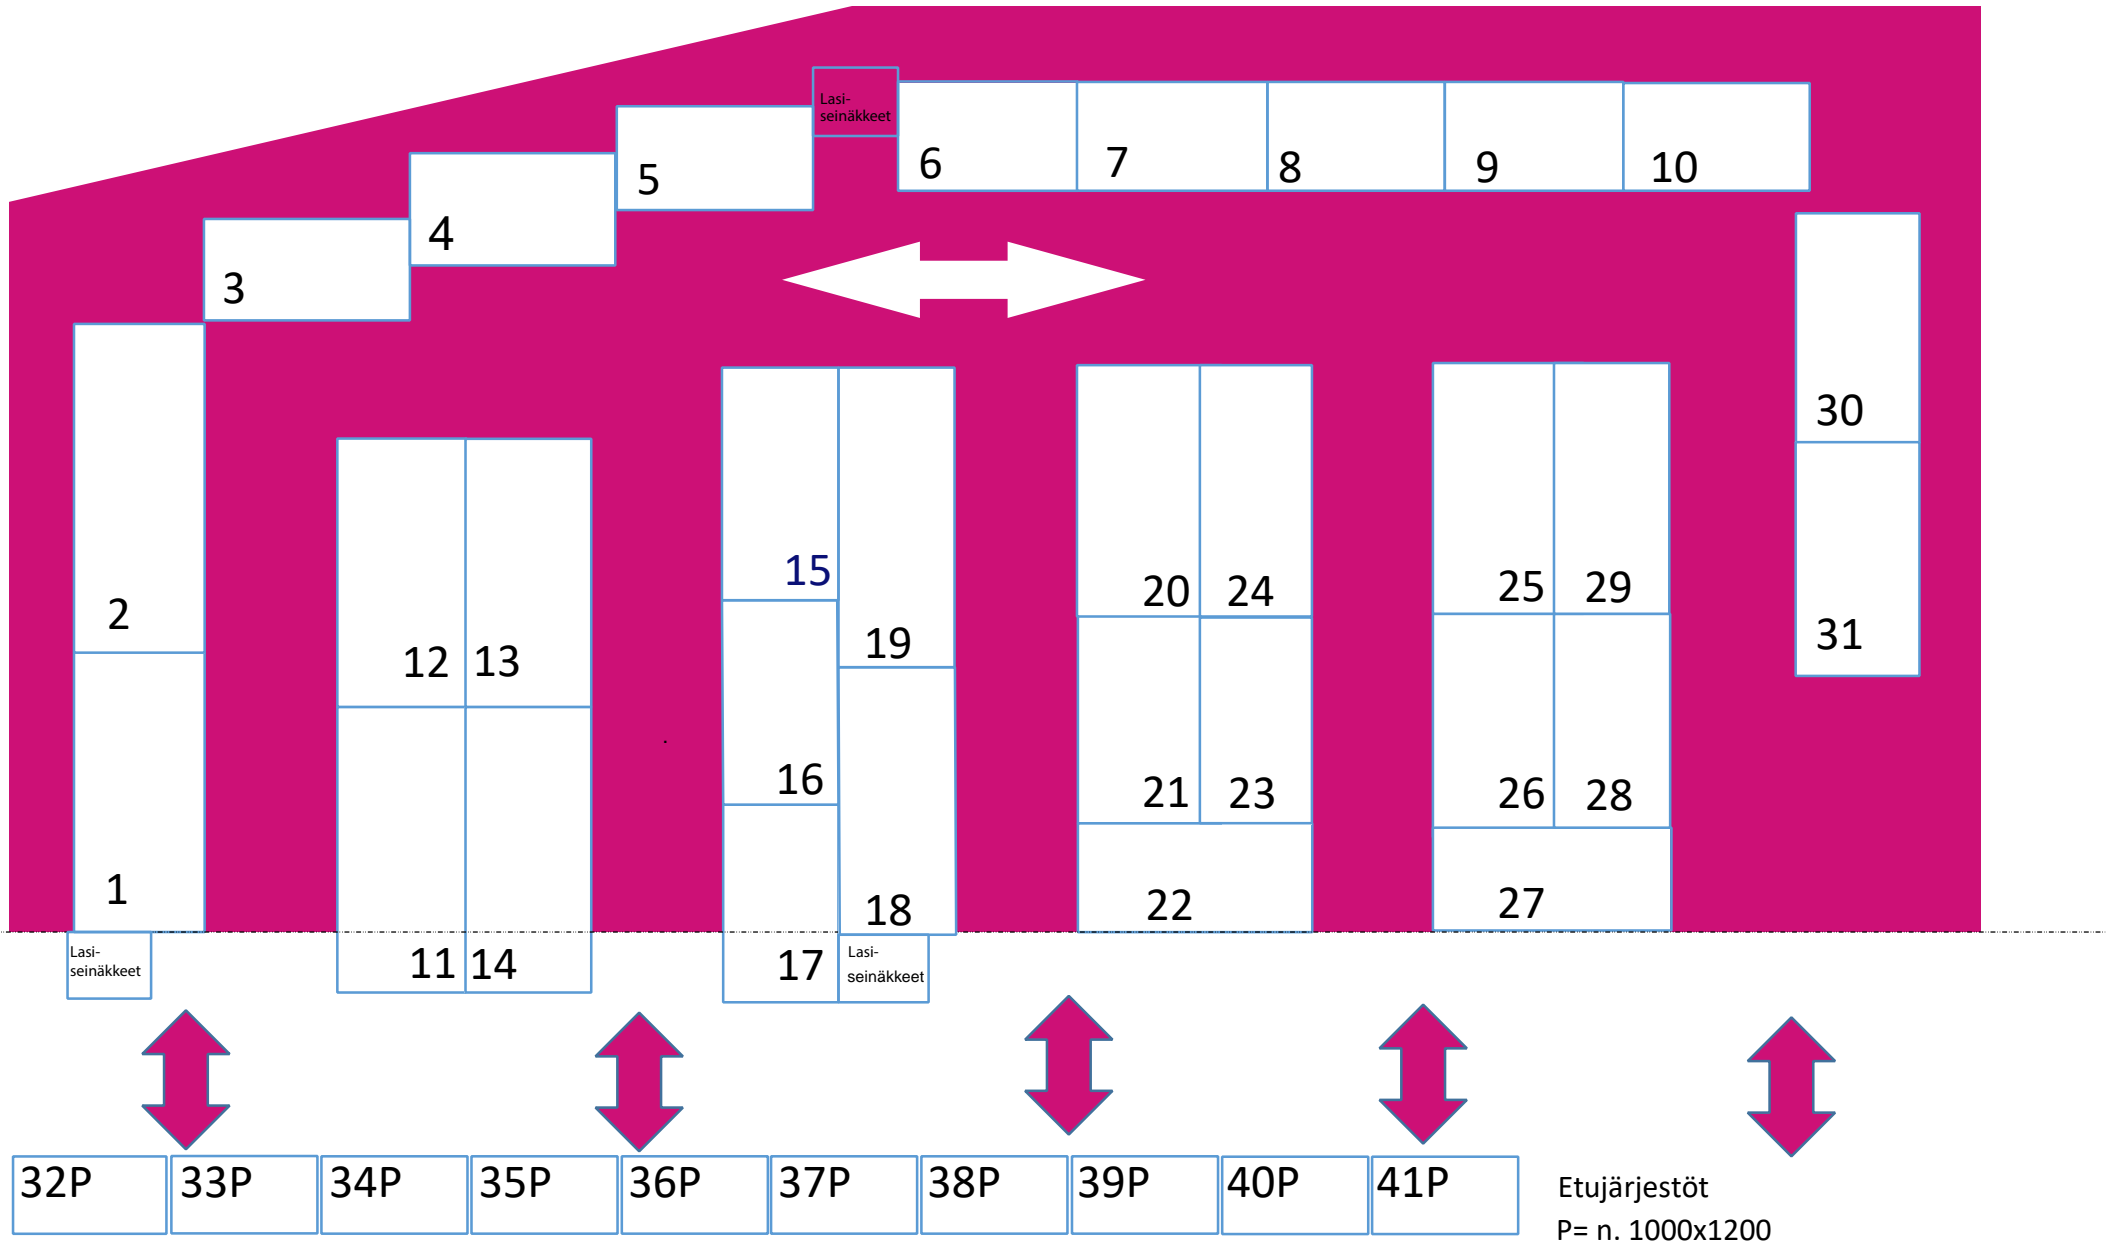 Lasi-
seinäkkeet
5
6
7
8
9
10
4
3
30
2
15
20
24
25
29
12
13
19
31
16
21
23
26
28
1
18
22
27
Lasi-
seinäkkeet
11
14
17
Lasi-
seinäkkeet
32P
33P
34P
35P
36P
37P
38P
39P
40P
41P
Etujärjestöt
P= n. 1000x1200